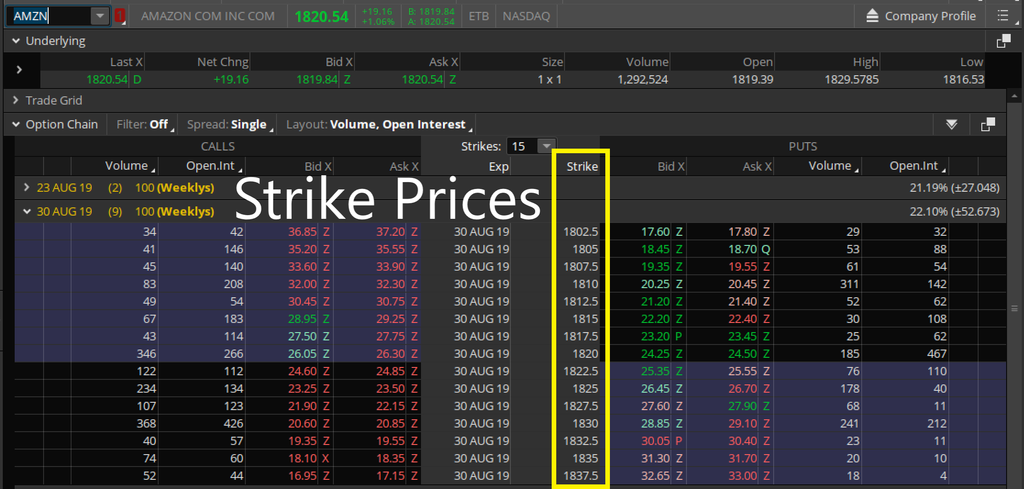 AMZN AMAZON COM INC COM 1820.54 +19.16 +1.06% B: 1819.84 A: 1820.54 ETB NASDAQ Company Profile
Underlying
Last X Net Chng Bid X Ask X Size Volume Open High Low
1820.54 D +19.16 1819.84 Z 1820.54 Z 1 x 1 1,292,524 1819.39 1829.5785 1816.53
Trade Grid
Option Chain Filter: Off Spread: Single Layout: Volume, Open Interest
CALLS Strikes: 15 PUTS
Volume Open.Int Bid X Ask X Exp Strike Bid X Ask X Volume Open.Int
23 AUG 19 (2) 100 (Weeklys) 21.19% (±27.048)
Strike Prices
30 AUG 19 (9) 100 (Weeklys) 22.10% (±52.673)
34 42 36.85 Z 37.20 Z 30 AUG 19 1802.5 17.60 Z 17.80 Z 29 32
41 146 35.20 Z 35.55 Z 30 AUG 19 1805 18.45 Z 18.70 Q 53 88
45 140 33.60 Z 33.90 Z 30 AUG 19 1807.5 19.35 Z 19.55 Z 61 54
83 208 32.00 Z 32.30 Z 30 AUG 19 1810 20.25 Z 20.45 Z 311 142
49 54 30.45 Z 30.75 Z 30 AUG 19 1812.5 21.20 Z 21.40 Z 52 62
67 183 28.95 Z 29.25 Z 30 AUG 19 1815 22.20 Z 22.40 Z 30 108
43 114 27.50 Z 27.75 Z 30 AUG 19 1817.5 23.20 P 23.45 Z 25 62
346 266 26.05 Z 26.30 Z 30 AUG 19 1820 24.25 Z 24.50 Z 185 467
122 112 24.60 Z 24.85 Z 30 AUG 19 1822.5 25.35 Z 25.55 Z 76 110
234 134 23.25 Z 23.50 Z 30 AUG 19 1825 26.45 Z 26.70 Z 178 40
107 123 21.90 Z 22.15 Z 30 AUG 19 1827.5 27.60 Z 27.90 Z 68 11
368 426 20.60 Z 20.85 Z 30 AUG 19 1830 28.85 Z 29.10 Z 241 212
40 57 19.35 Z 19.55 Z 30 AUG 19 1832.5 30.05 P 30.40 Z 23 11
74 60 18.10 X 18.35 Z 30 AUG 19 1835 31.30 Z 31.70 Z 20 10
52 44 16.95 Z 17.15 Z 30 AUG 19 1837.5 32.65 Z 33.00 Z 18 4